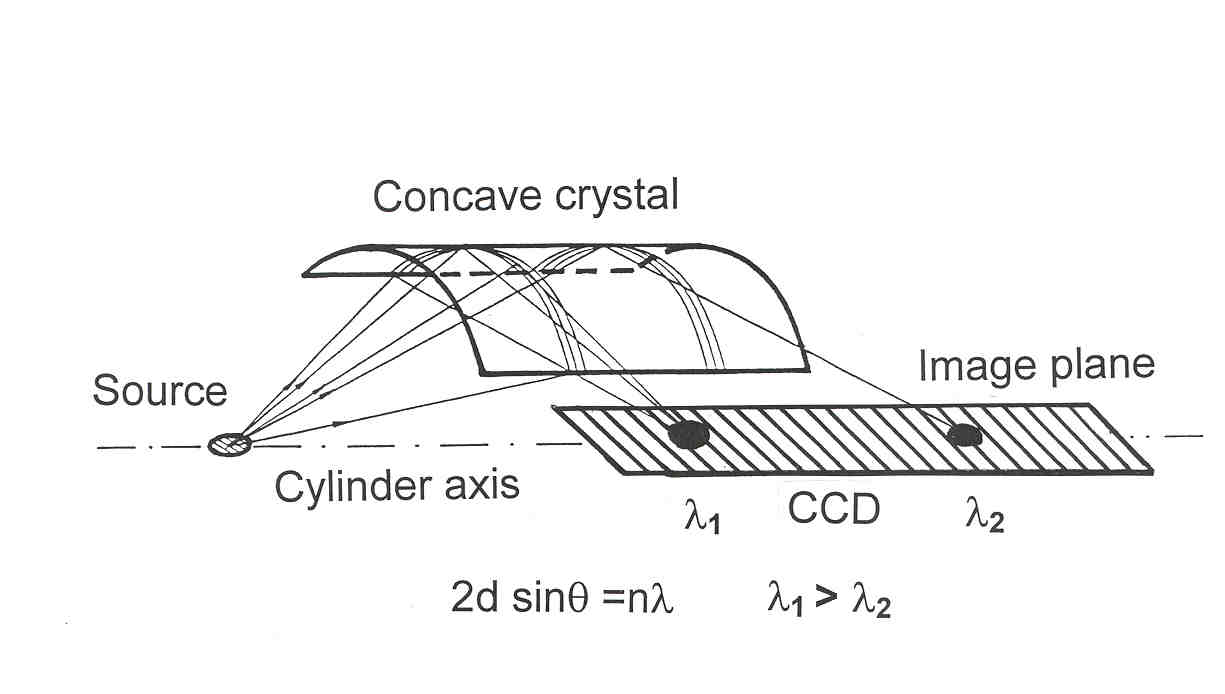 Concave crystal
Source
Image plane
Cylinder axis
λ₁
CCD
λ₂
2d sinθ =nλ
λ₁ > λ₂